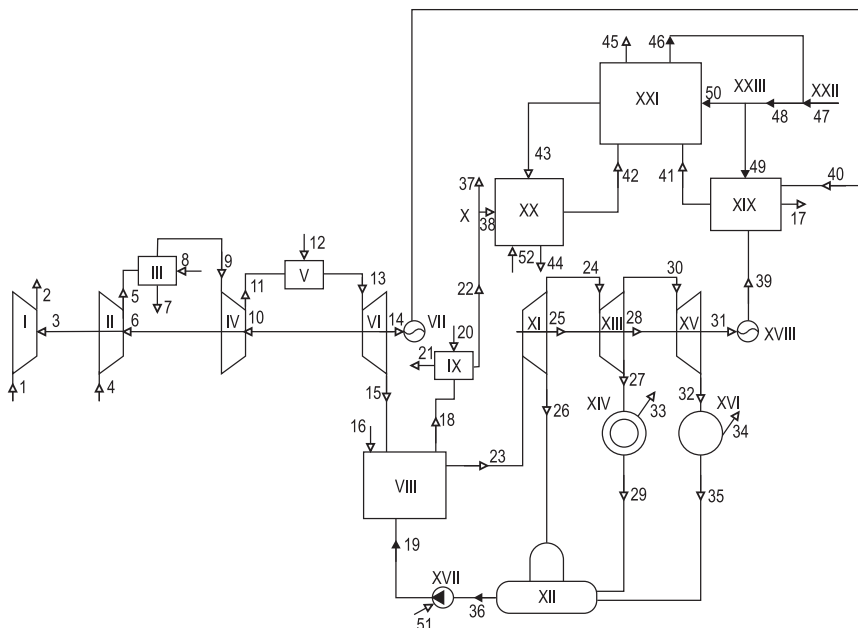 45 46 XXIII XXII
XXI 50 48 47
43 42 41 49 40
37 X 38 XX XIX 17
52 44
12 24 30 39
2 5 III 8 9 11 V 13 22
7
I 3 II 6 IV 10 VI 14 VII XI 25 XIII 28 XV 31 XVIII
20 21 IX
1 4 15 18 26 27 32
XIV 33 XVI 34
16 VIII 23
29 35
19
XVII 36 XII
51